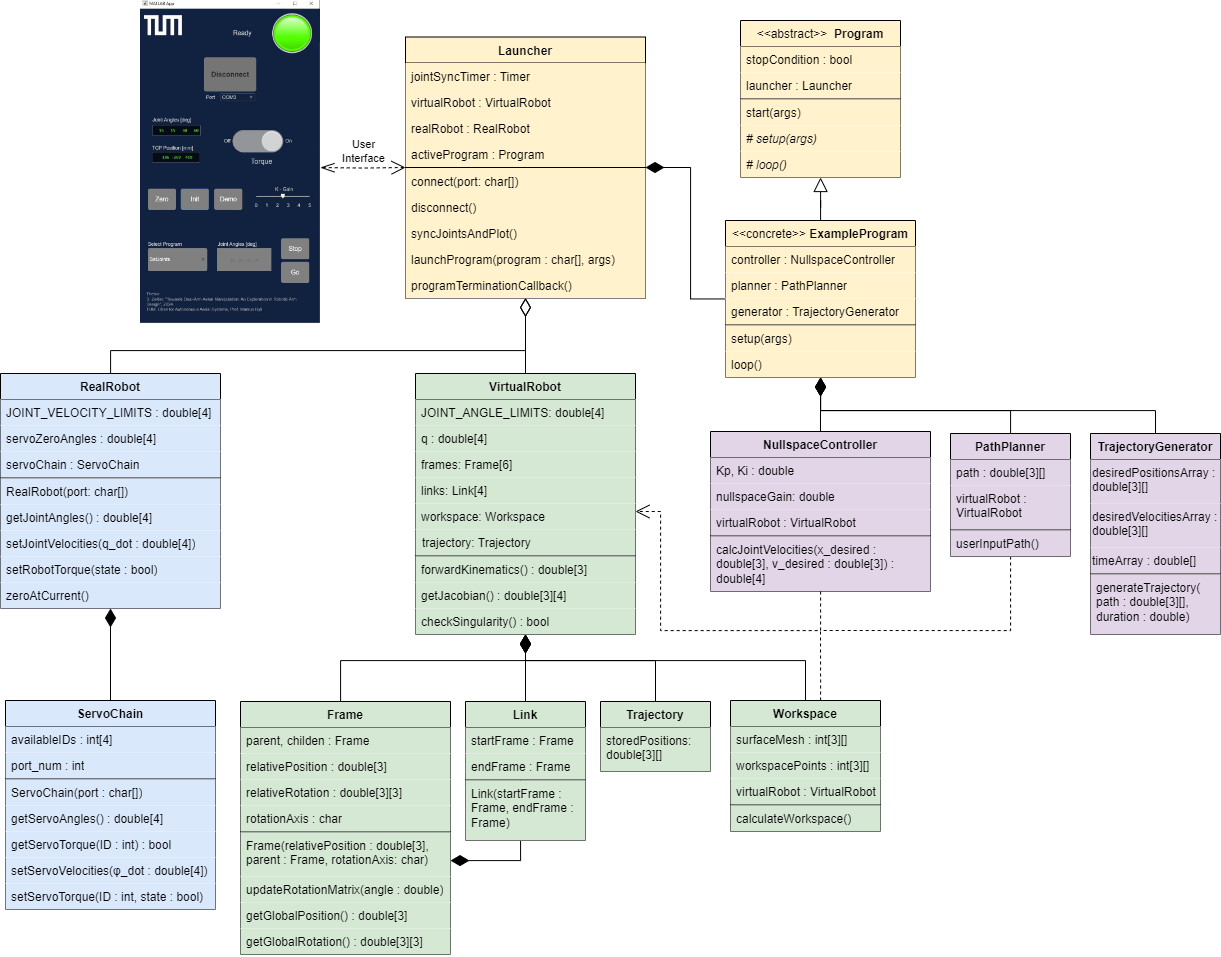 MATLAB App
TUM
Ready
Disconnect
Port COM3
Joint Angles [deg]
TCP Position [mm]
Off
On
Torque
Zero
Init
Demo
K - Gain
0 1 2 3 4 5
Select Program
SetJoints
Joint Angles [deg]
Stop
Go
Thesis:
User
Interface
Launcher
jointSyncTimer : Timer
virtualRobot : VirtualRobot
realRobot : RealRobot
activeProgram : Program
connect(port: char[])
disconnect()
syncJointsAndPlot()
launchProgram(program : char[], args)
programTerminationCallback()
<<abstract>> Program
stopCondition : bool
launcher : Launcher
start(args)
# setup(args)
# loop()
<<concrete>> ExampleProgram
controller : NullspaceController
planner : PathPlanner
generator : TrajectoryGenerator
setup(args)
loop()
RealRobot
JOINT_VELOCITY_LIMITS : double[4]
servoZeroAngles : double[4]
servoChain : ServoChain
RealRobot(port: char[])
getJointAngles() : double[4]
setJointVelocities(q_dot : double[4])
setRobotTorque(state : bool)
zeroAtCurrent()
VirtualRobot
JOINT_ANGLE_LIMITS: double[4]
q : double[4]
frames: Frame[6]
links: Link[4]
workspace: Workspace
trajectory: Trajectory
forwardKinematics() : double[3]
getJacobian() : double[3][4]
checkSingularity() : bool
NullspaceController
Kp, Ki : double
nullspaceGain: double
virtualRobot : VirtualRobot
calcJointVelocities(x_desired :
double[3], v_desired : double[3]) :
double[4]
PathPlanner
path : double[3][]
virtualRobot :
VirtualRobot
userInputPath()
TrajectoryGenerator
desiredPositionsArray :
double[3][]
desiredVelocitiesArray :
double[3][]
timeArray : double[]
generateTrajectory(
path : double[3][],
duration : double)
ServoChain
availableIDs : int[4]
port_num : int
ServoChain(port : char[])
getServoAngles() : double[4]
getServoTorque(ID : int) : bool
setServoVelocities(φ_dot : double[4])
setServoTorque(ID : int, state : bool)
Frame
parent, childen : Frame
relativePosition : double[3]
relativeRotation : double[3][3]
rotationAxis : char
Frame(relativePosition : double[3],
parent : Frame, rotationAxis: char)
updateRotationMatrix(angle : double)
getGlobalPosition() : double[3]
getGlobalRotation() : double[3][3]
Link
startFrame : Frame
endFrame : Frame
Link(startFrame :
Frame, endFrame :
Frame)
Trajectory
storedPositions:
double[3][]
Workspace
surfaceMesh : int[3][]
workspacePoints : int[3][]
virtualRobot : VirtualRobot
calculateWorkspace()